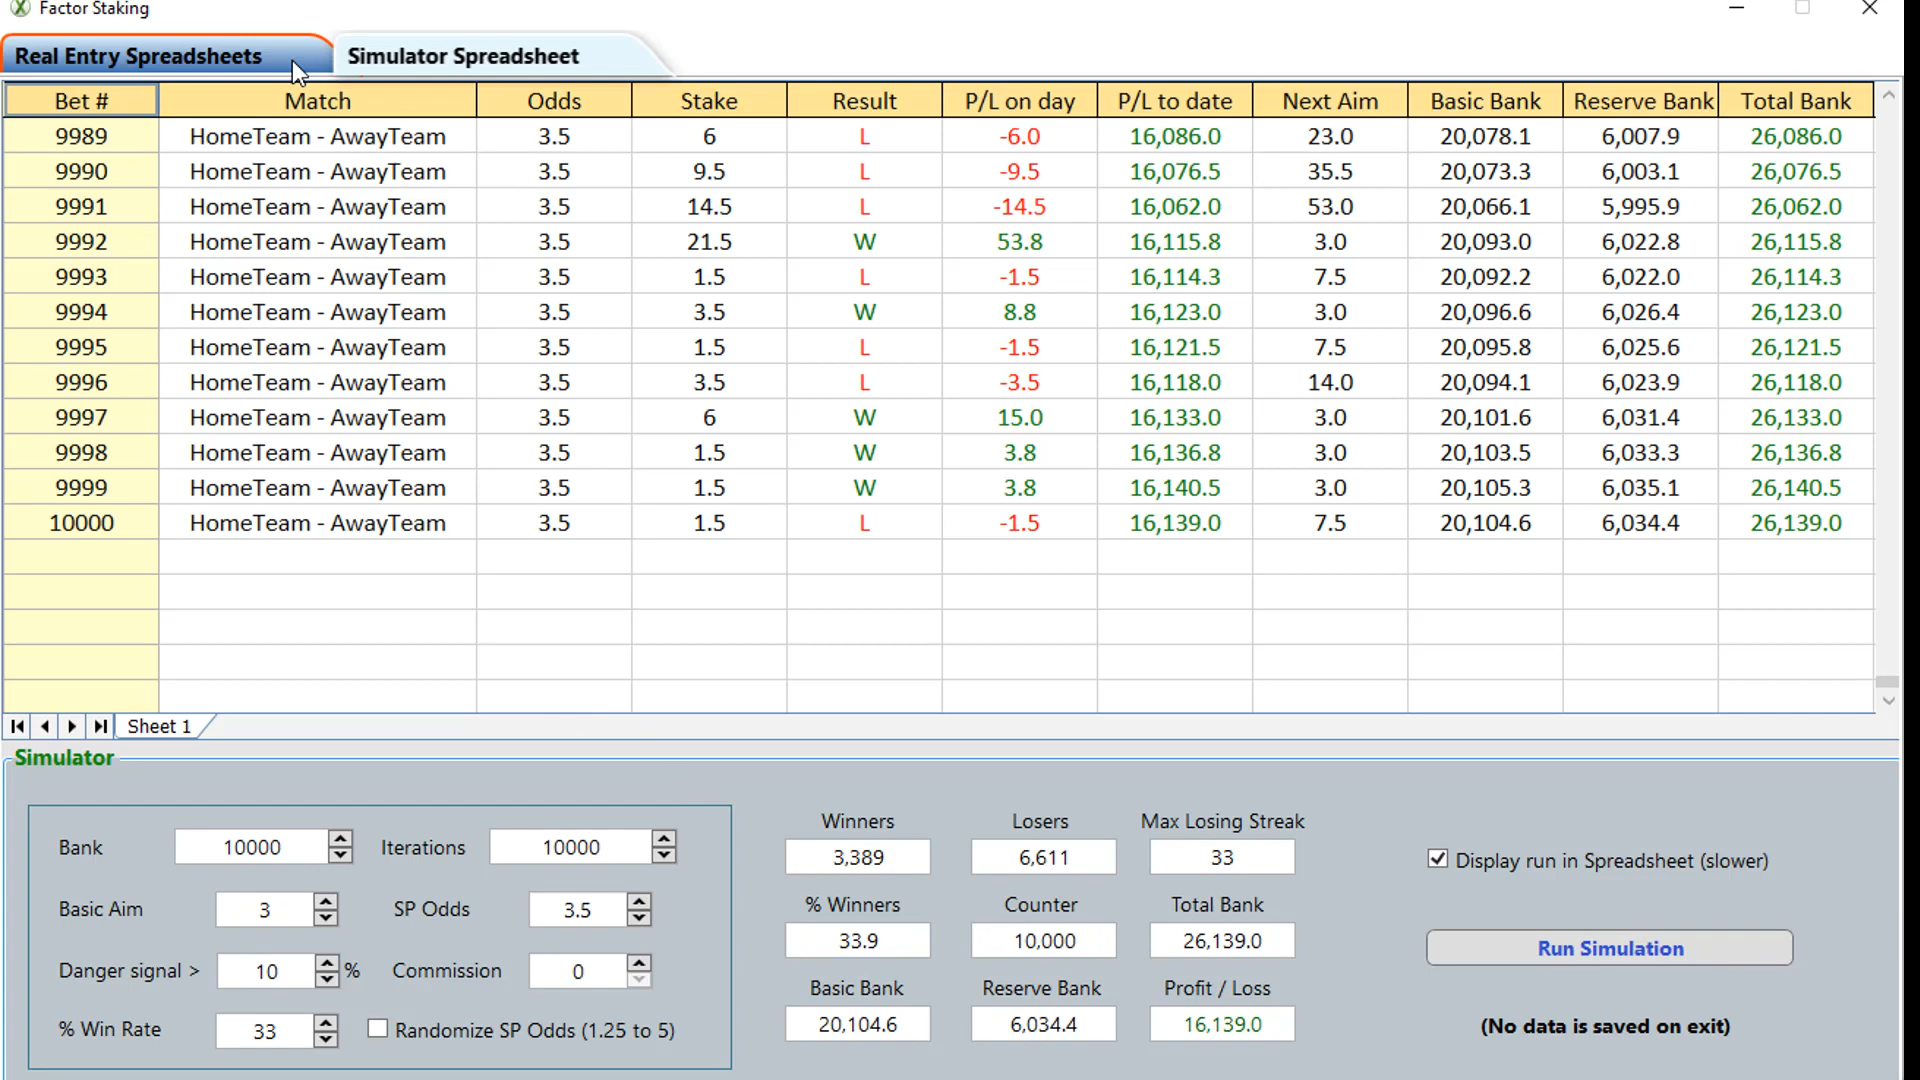 Factor Staking
Real Entry Spreadsheets Simulator Spreadsheet
Bet # Match Odds Stake Result P/L on day P/L to date Next Aim Basic Bank Reserve Bank Total Bank
9989 HomeTeam - AwayTeam 3.5 6 L -6.0 16,086.0 23.0 20,078.1 6,007.9 26,086.0
9990 HomeTeam - AwayTeam 3.5 9.5 L -9.5 16,076.5 35.5 20,073.3 6,003.1 26,076.5
9991 HomeTeam - AwayTeam 3.5 14.5 L -14.5 16,062.0 53.0 20,066.1 5,995.9 26,062.0
9992 HomeTeam - AwayTeam 3.5 21.5 W 53.8 16,115.8 3.0 20,093.0 6,022.8 26,115.8
9993 HomeTeam - AwayTeam 3.5 1.5 L -1.5 16,114.3 7.5 20,092.2 6,022.0 26,114.3
9994 HomeTeam - AwayTeam 3.5 3.5 W 8.8 16,123.0 3.0 20,096.6 6,026.4 26,123.0
9995 HomeTeam - AwayTeam 3.5 1.5 L -1.5 16,121.5 7.5 20,095.8 6,025.6 26,121.5
9996 HomeTeam - AwayTeam 3.5 3.5 L -3.5 16,118.0 14.0 20,094.1 6,023.9 26,118.0
9997 HomeTeam - AwayTeam 3.5 6 W 15.0 16,133.0 3.0 20,101.6 6,031.4 26,133.0
9998 HomeTeam - AwayTeam 3.5 1.5 W 3.8 16,136.8 3.0 20,103.5 6,033.3 26,136.8
9999 HomeTeam - AwayTeam 3.5 1.5 W 3.8 16,140.5 3.0 20,105.3 6,035.1 26,140.5
10000 HomeTeam - AwayTeam 3.5 1.5 L -1.5 16,139.0 7.5 20,104.6 6,034.4 26,139.0
Sheet 1
Simulator
Bank 10000 Iterations 10000
Basic Aim 3 SP Odds 3.5
Danger signal > 10 % Commission 0
% Win Rate 33 Randomize SP Odds (1.25 to 5)
Winners Losers Max Losing Streak
3,389 6,611 33
% Winners Counter Total Bank
33.9 10,000 26,139.0
Basic Bank Reserve Bank Profit / Loss
20,104.6 6,034.4 16,139.0
Display run in Spreadsheet (slower)
Run Simulation
(No data is saved on exit)